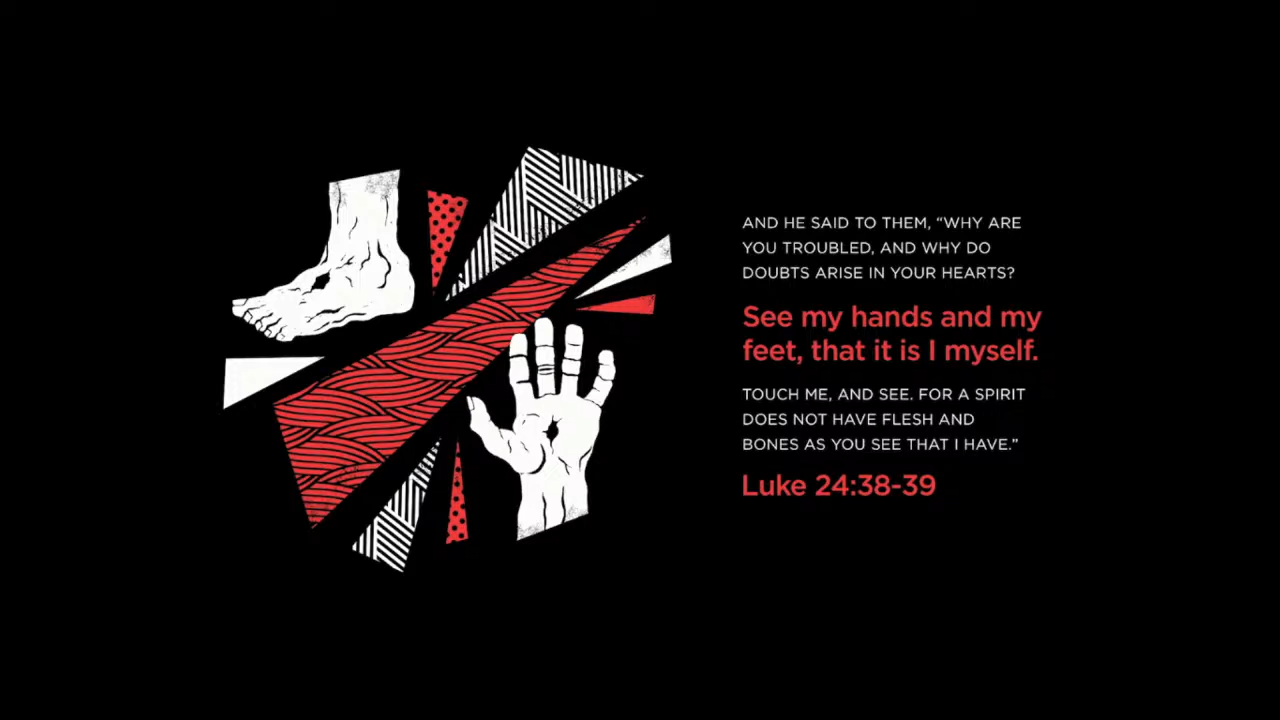 AND HE SAID TO THEM, “WHY ARE
YOU TROUBLED, AND WHY DO
DOUBTS ARISE IN YOUR HEARTS?
See my hands and my
feet, that it is I myself.
TOUCH ME, AND SEE. FOR A SPIRIT
DOES NOT HAVE FLESH AND
BONES AS YOU SEE THAT I HAVE.”
Luke 24:38-39